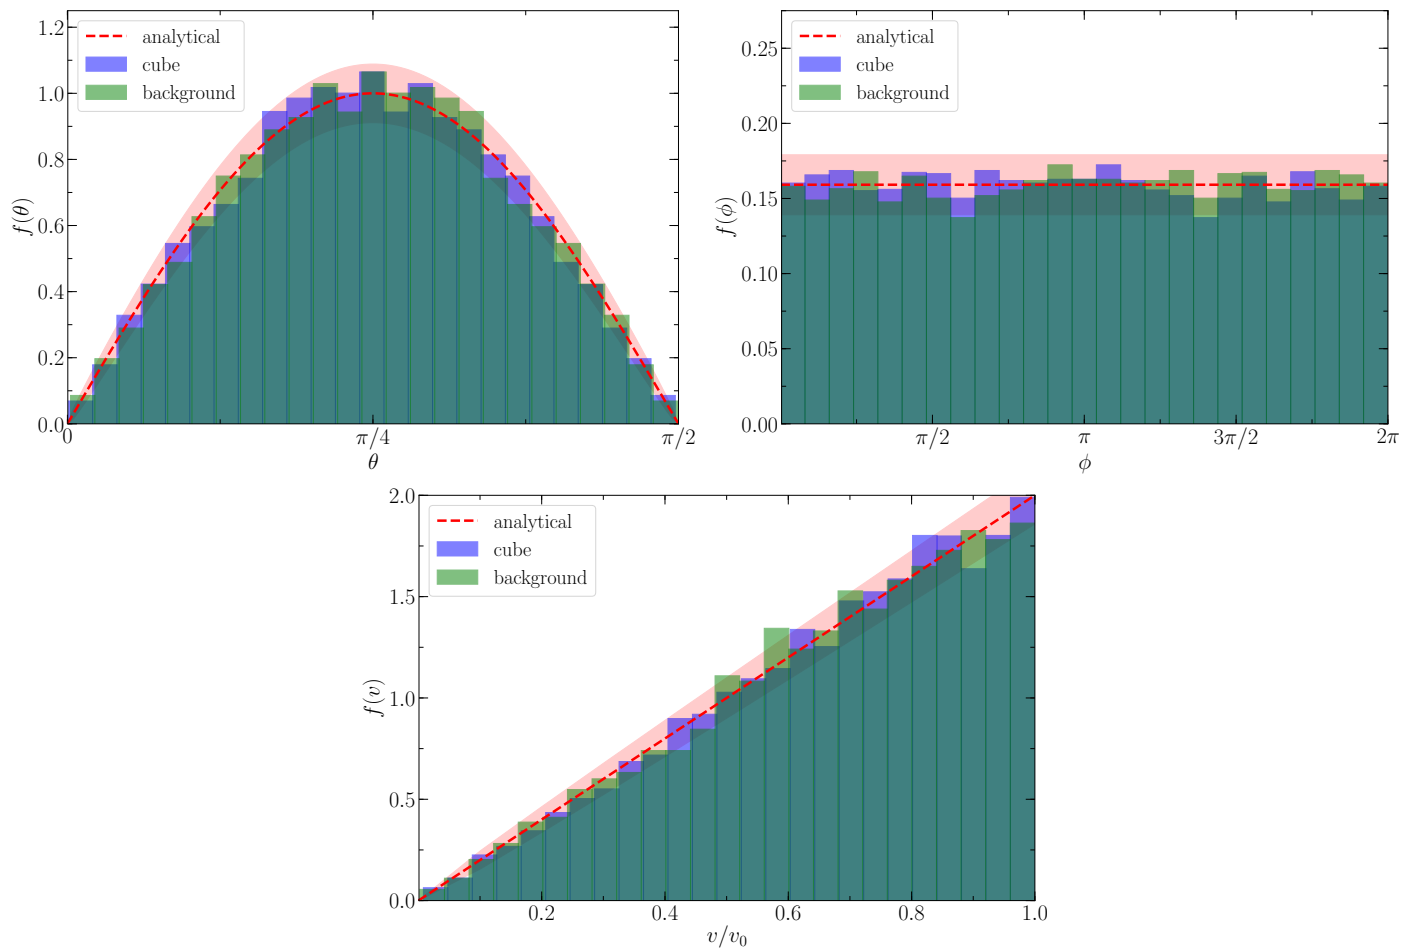 1.2
1.0
0.8
0.6
0.4
0.2
0.0
f(θ)
analytical
cube
background
0 π/4 π/2
θ
0.25
0.20
0.15
0.10
0.05
0.00
f(ϕ)
analytical
cube
background
π/2 π 3π/2 2π
ϕ
2.0
1.5
1.0
0.5
0.0
f(v)
analytical
cube
background
0.2 0.4 0.6 0.8 1.0
v/v₀